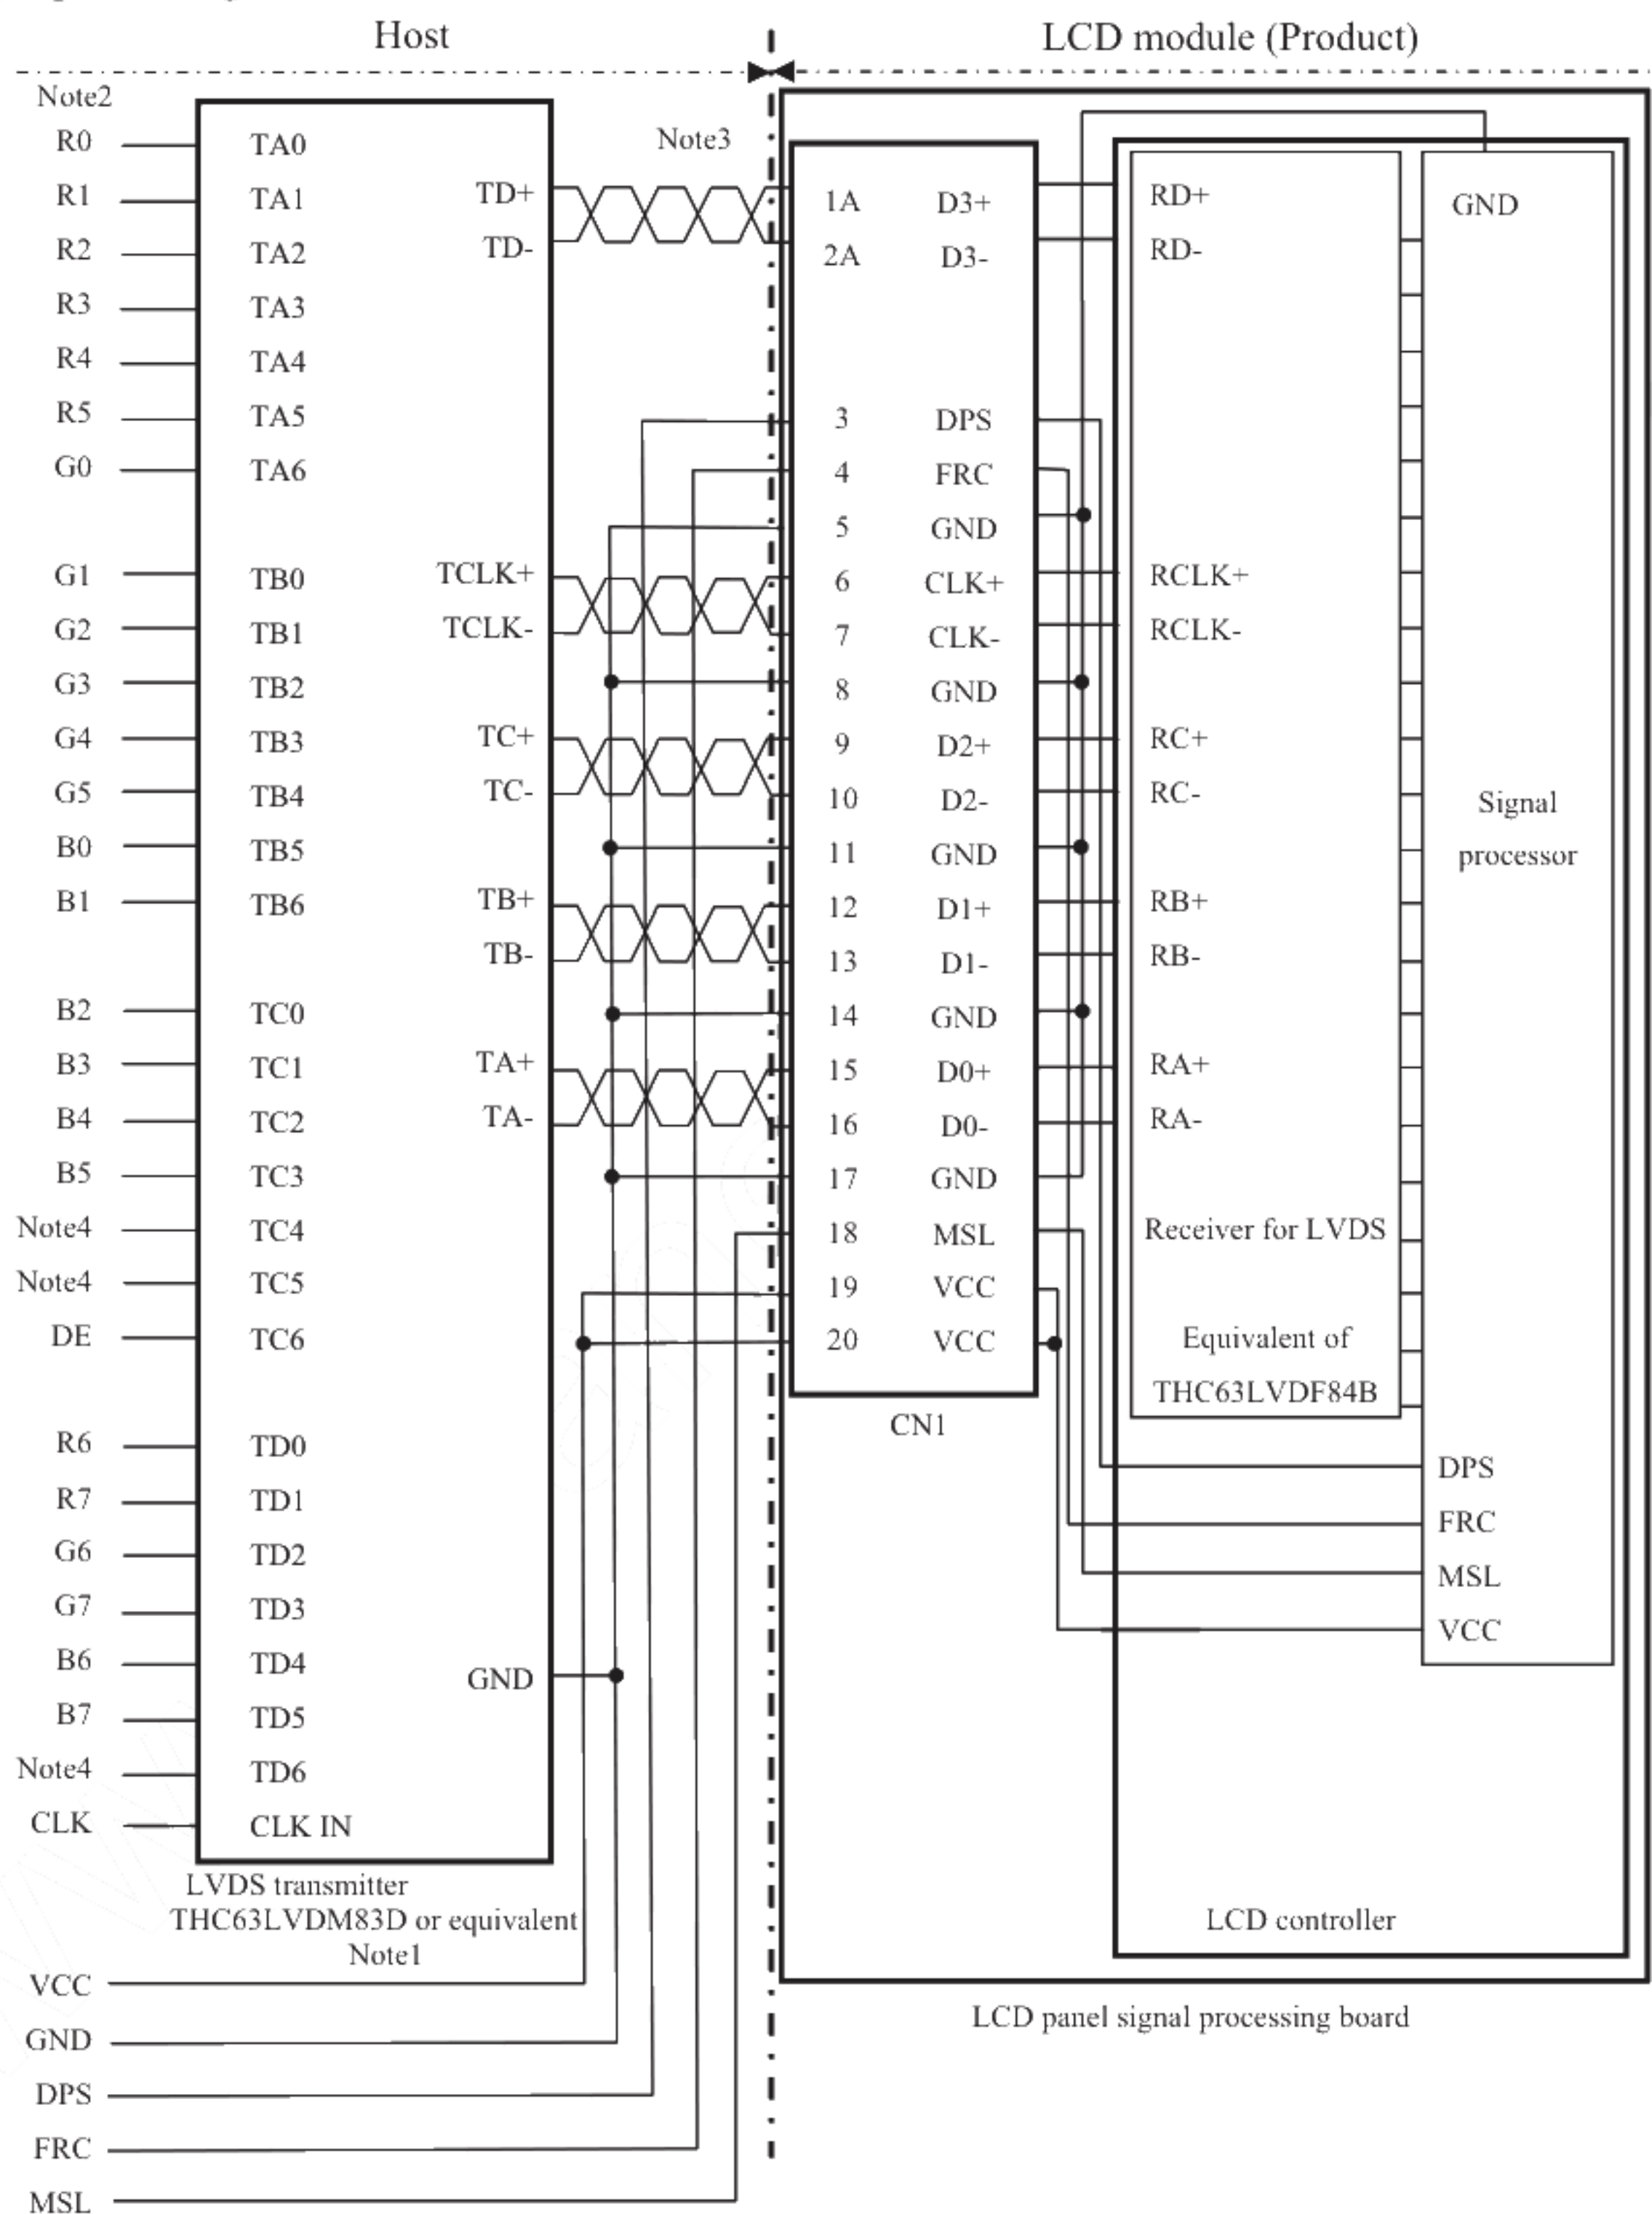 Host
LCD module (Product)
Note2
R0 TA0
R1 TA1
R2 TA2
R3 TA3
R4 TA4
R5 TA5
G0 TA6
G1 TB0
G2 TB1
G3 TB2
G4 TB3
G5 TB4
B0 TB5
B1 TB6
B2 TC0
B3 TC1
B4 TC2
B5 TC3
Note4 TC4
Note4 TC5
DE TC6
R6 TD0
R7 TD1
G6 TD2
G7 TD3
B6 TD4
B7 TD5
Note4 TD6
CLK CLK IN
TD+
TD-
TCLK+
TCLK-
TC+
TC-
TB+
TB-
TA+
TA-
GND
LVDS transmitter
THC63LVDM83D or equivalent
Note1
VCC
GND
DPS
FRC
MSL
Note3
1A D3+
2A D3-
3 DPS
4 FRC
5 GND
6 CLK+
7 CLK-
8 GND
9 D2+
10 D2-
11 GND
12 D1+
13 D1-
14 GND
15 D0+
16 D0-
17 GND
18 MSL
19 VCC
20 VCC
CN1
RD+
RD-
RCLK+
RCLK-
RC+
RC-
RB+
RB-
RA+
RA-
Receiver for LVDS
Equivalent of
THC63LVDF84B
GND
Signal
processor
DPS
FRC
MSL
VCC
LCD controller
LCD panel signal processing board